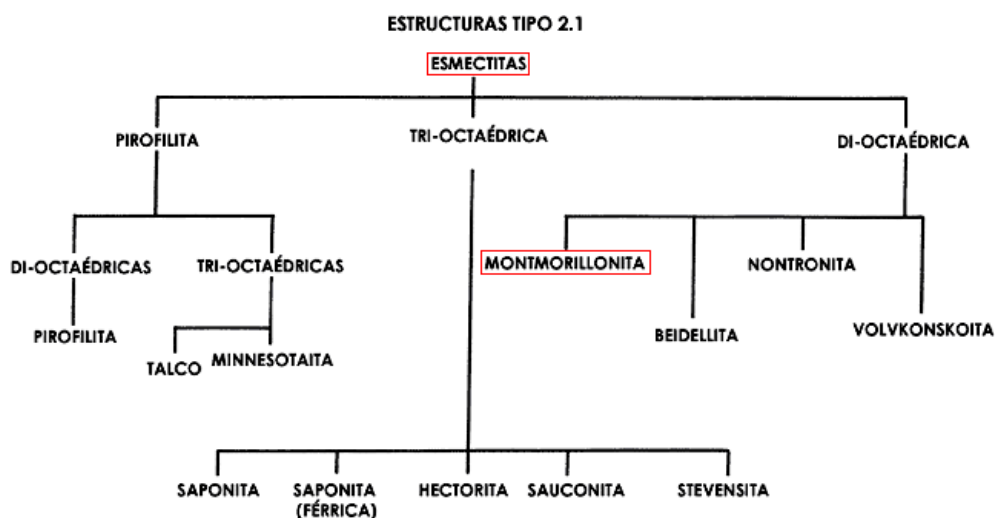 ESTRUCTURAS TIPO 2.1
ESMECTITAS
PIROFILITA
TRI-OCTAÉDRICA
DI-OCTAÉDRICA
DI-OCTAÉDRICAS
TRI-OCTAÉDRICAS
MONTMORILLONITA
NONTRONITA
PIROFILITA
TALCO
MINNESOTAITA
BEIDELLITA
VOLVKONSKOITA
SAPONITA
SAPONITA
(FÉRRICA)
HECTORITA
SAUCONITA
STEVENSITA